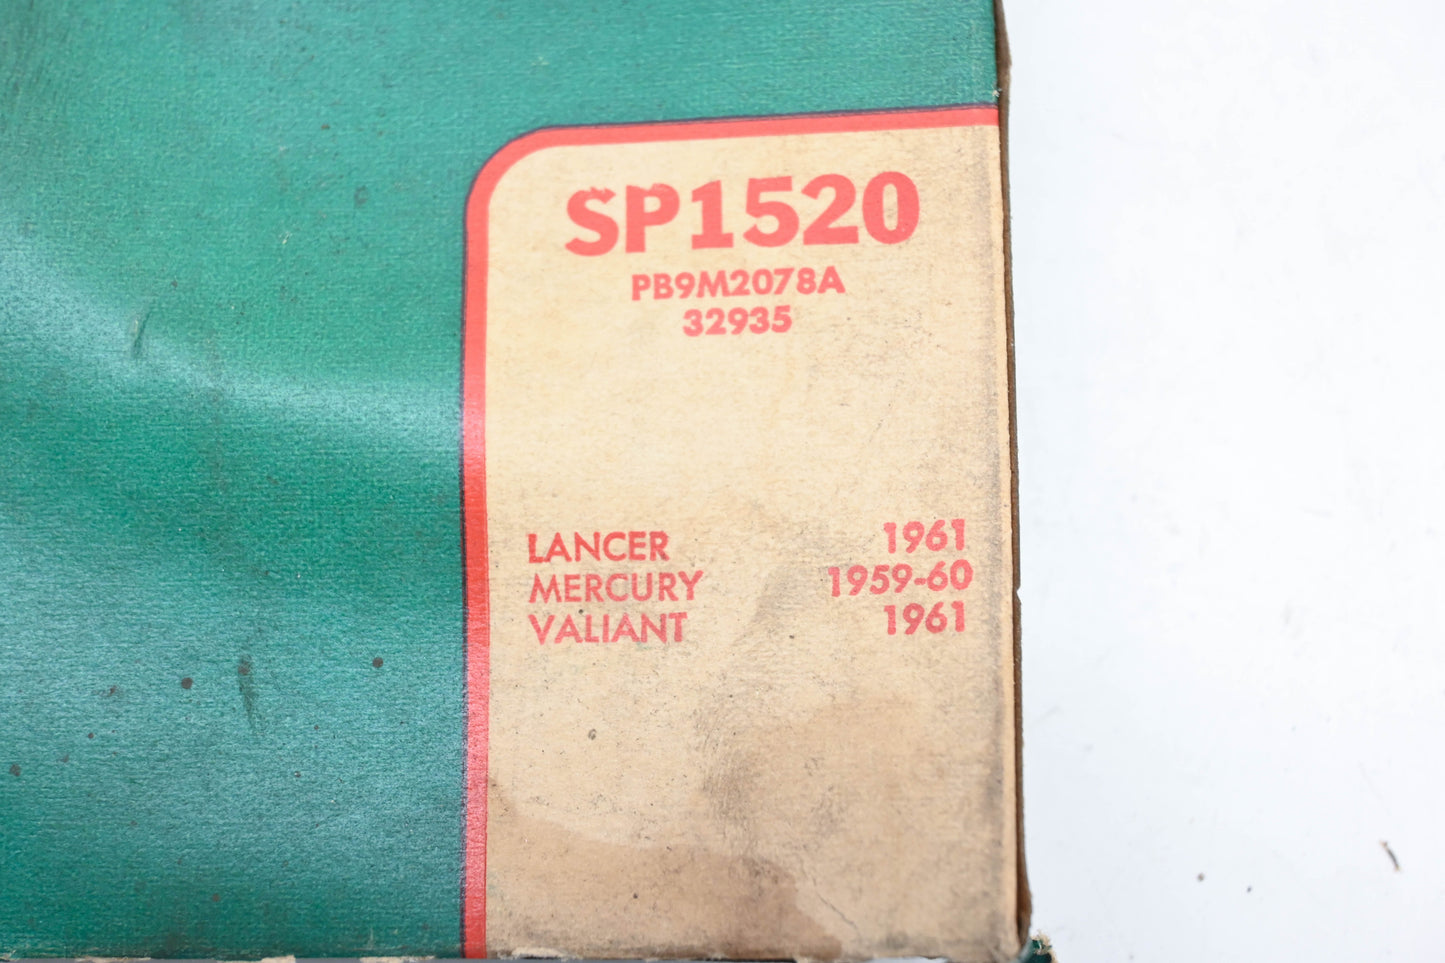 SP1520
PB9M2078A
32935
LANCER 1961
MERCURY 1959-60
VALIANT 1961